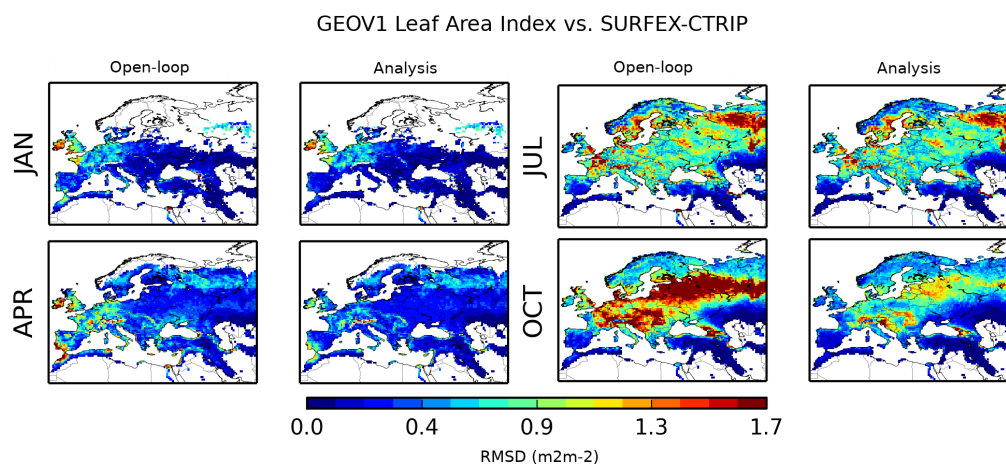 GEOV1 Leaf Area Index vs. SURFEX-CTRIP
Open-loop
Analysis
Open-loop
Analysis
JAN
JUL
APR
OCT
0.0 0.4 0.9 1.3 1.7
RMSD (m2m-2)